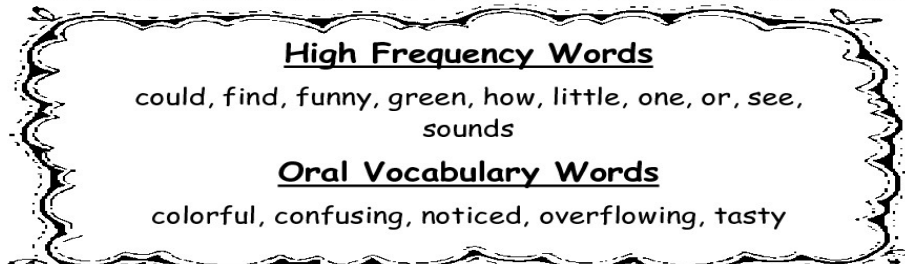 High Frequency Words
could, find, funny, green, how, little, one, or, see,
sounds
Oral Vocabulary Words
colorful, confusing, noticed, overflowing, tasty